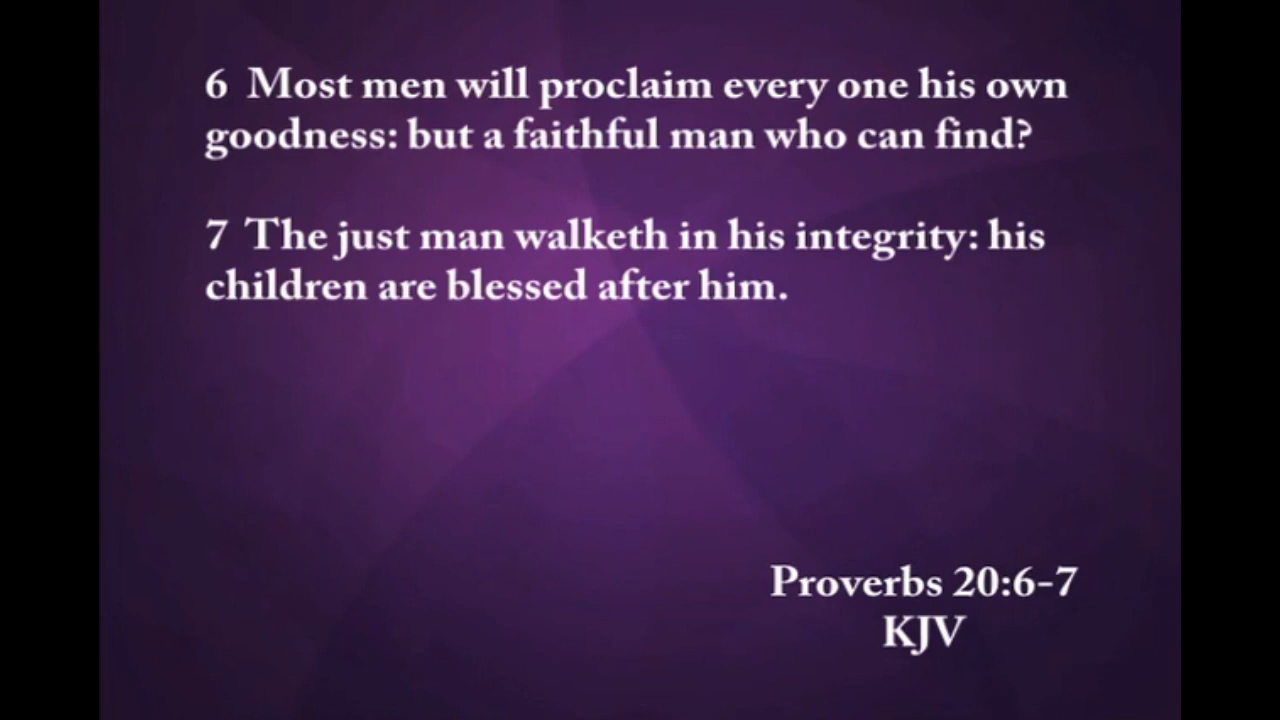 6 Most men will proclaim every one his own
goodness: but a faithful man who can find?
7 The just man walketh in his integrity: his
children are blessed after him.
Proverbs 20:6-7
KJV